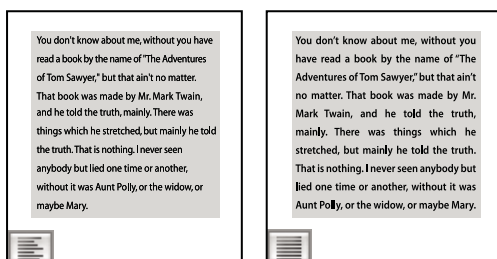 You don't know about me, without you have
read a book by the name of "The Adventures
of Tom Sawyer," but that ain't no matter.
That book was made by Mr. Mark Twain,
and he told the truth, mainly. There was
things which he stretched, but mainly he told
the truth. That is nothing. I never seen
anybody but lied one time or another,
without it was Aunt Polly, or the widow, or
maybe Mary.
You don't know about me, without you
have read a book by the name of "The
Adventures of Tom Sawyer," but that ain't
no matter. That book was made by Mr.
Mark Twain, and he told the truth,
mainly. There was things which he
stretched, but mainly he told the truth.
That is nothing. I never seen anybody but
lied one time or another, without it was
Aunt Polly, or the widow, or maybe Mary.